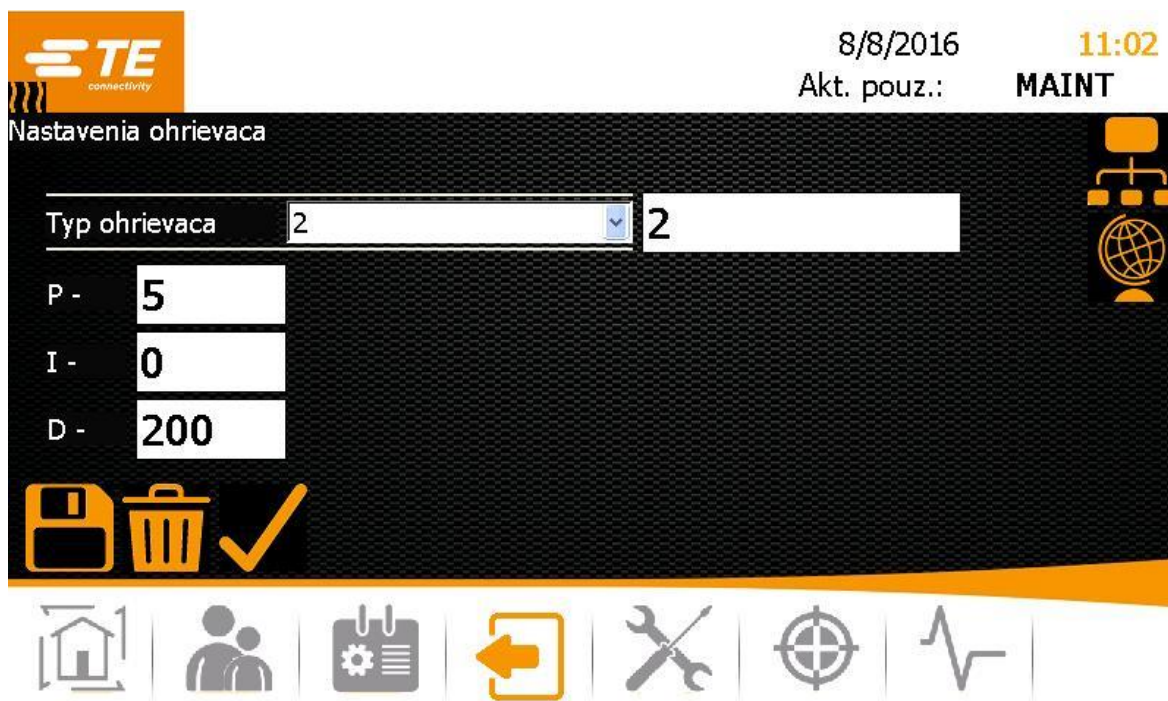 TE
connectivity
8/8/2016 11:02
Akt. pouz.: MAINT
Nastavenia ohrievaca
Typ ohrievaca 2 2
P - 5
I - 0
D - 200